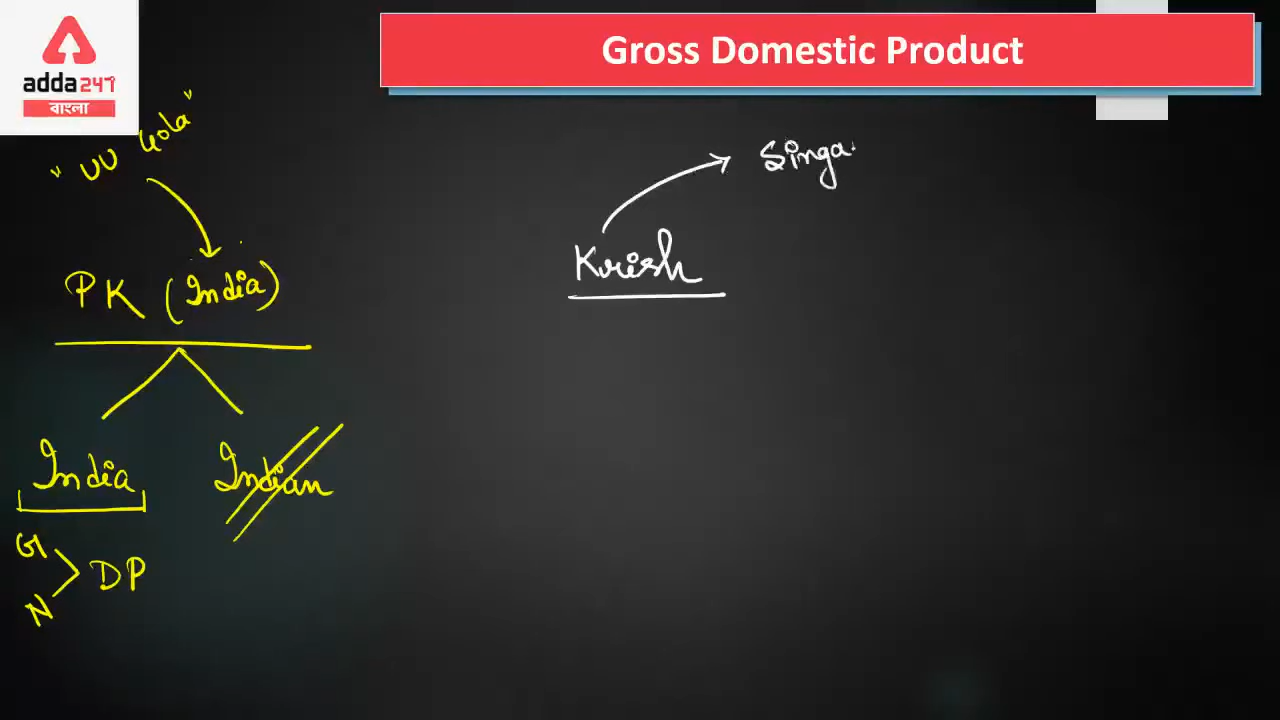 Gross Domestic Product
adda247
বাংলা
"UU Gola"
PK (India)
India Indian
G
N > DP
Krish
Singa